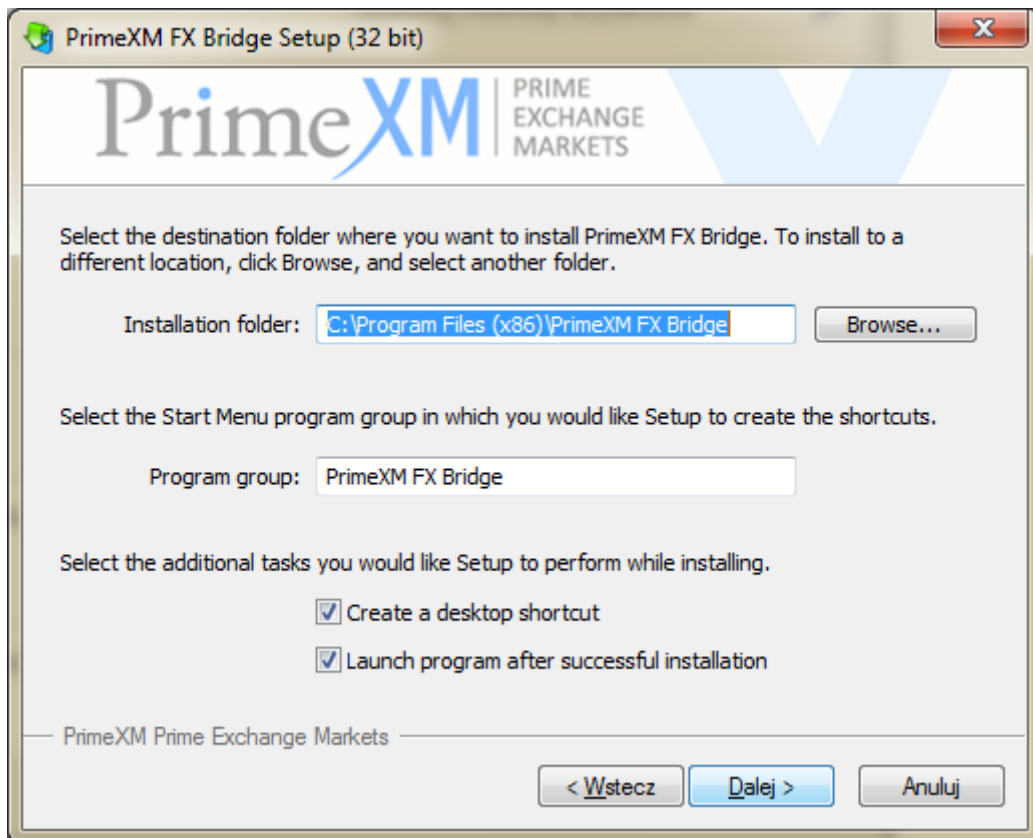 PrimeXM FX Bridge Setup (32 bit)
PrimeXM
PRIME
EXCHANGE
MARKETS
Select the destination folder where you want to install PrimeXM FX Bridge. To install to a
different location, click Browse, and select another folder.
Installation folder: C:\Program Files (x86)\PrimeXM FX Bridge Browse...
Select the Start Menu program group in which you would like Setup to create the shortcuts.
Program group: PrimeXM FX Bridge
Select the additional tasks you would like Setup to perform while installing.
Create a desktop shortcut
Launch program after successful installation
PrimeXM Prime Exchange Markets
< Wstecz Dalej > Anuluj